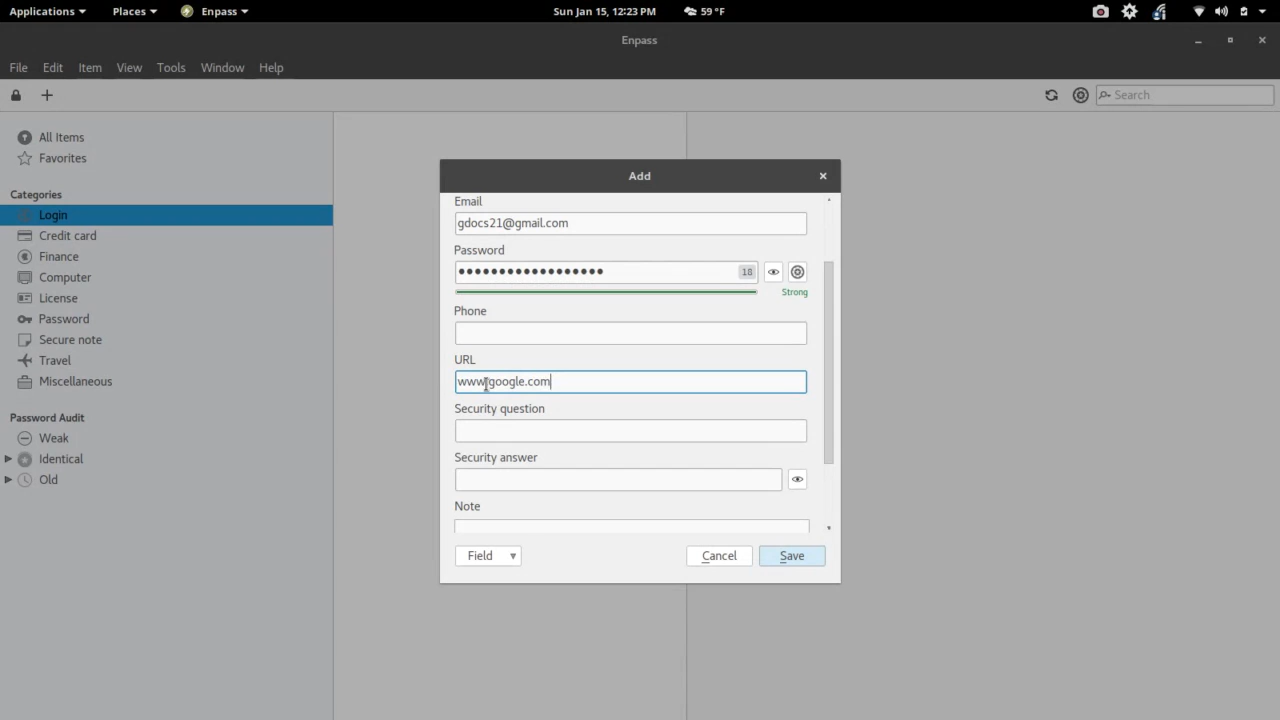 Applications Places Enpass Sun Jan 15, 12:23 PM 59 °F
Enpass
File Edit Item View Tools Window Help
Search
All Items
Favorites
Categories
Login
Credit card
Finance
Computer
License
Password
Secure note
Travel
Miscellaneous
Password Audit
Weak
Identical
Old
Add
Email
gdocs21@gmail.com
Password
●●●●●●●●●●●●●●●●●● 18
Strong
Phone
URL
www.google.com
Security question
Security answer
Note
Field Cancel Save